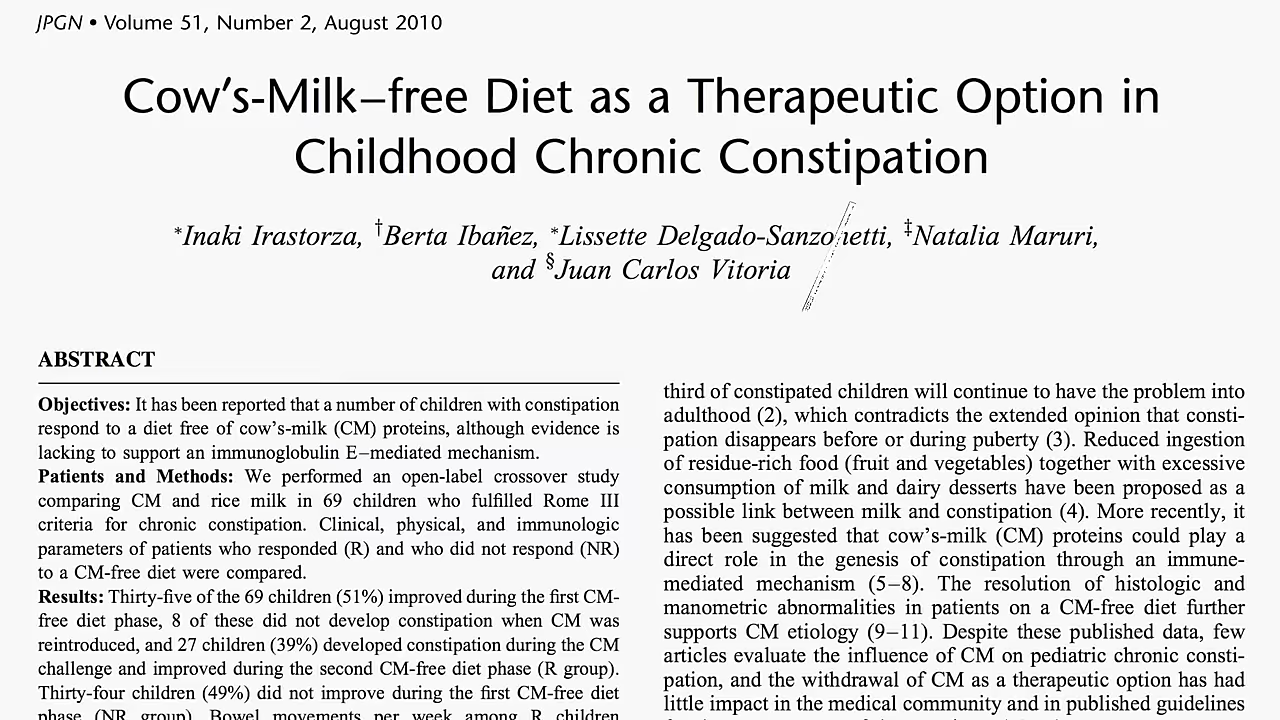 JPGN • Volume 51, Number 2, August 2010
Cow's-Milk–free Diet as a Therapeutic Option in
Childhood Chronic Constipation
*Inaki Irastorza, †Berta Ibañez, *Lissette Delgado-Sanzonetti, ‡Natalia Maruri,
and §Juan Carlos Vitoria
ABSTRACT
Objectives: It has been reported that a number of children with constipation
respond to a diet free of cow's-milk (CM) proteins, although evidence is
lacking to support an immunoglobulin E–mediated mechanism.
Patients and Methods: We performed an open-label crossover study
comparing CM and rice milk in 69 children who fulfilled Rome III
criteria for chronic constipation. Clinical, physical, and immunologic
parameters of patients who responded (R) and who did not respond (NR)
to a CM-free diet were compared.
Results: Thirty-five of the 69 children (51%) improved during the first CM-
free diet phase, 8 of these did not develop constipation when CM was
reintroduced, and 27 children (39%) developed constipation during the CM
challenge and improved during the second CM-free diet phase (R group).
Thirty-four children (49%) did not improve during the first CM-free diet
phase (NR group). Bowel movements per week among R children
third of constipated children will continue to have the problem into
adulthood (2), which contradicts the extended opinion that consti-
pation disappears before or during puberty (3). Reduced ingestion
of residue-rich food (fruit and vegetables) together with excessive
consumption of milk and dairy desserts have been proposed as a
possible link between milk and constipation (4). More recently, it
has been suggested that cow's-milk (CM) proteins could play a
direct role in the genesis of constipation through an immune-
mediated mechanism (5–8). The resolution of histologic and
manometric abnormalities in patients on a CM-free diet further
supports CM etiology (9–11). Despite these published data, few
articles evaluate the influence of CM on pediatric chronic consti-
pation, and the withdrawal of CM as a therapeutic option has had
little impact in the medical community and in published guidelines